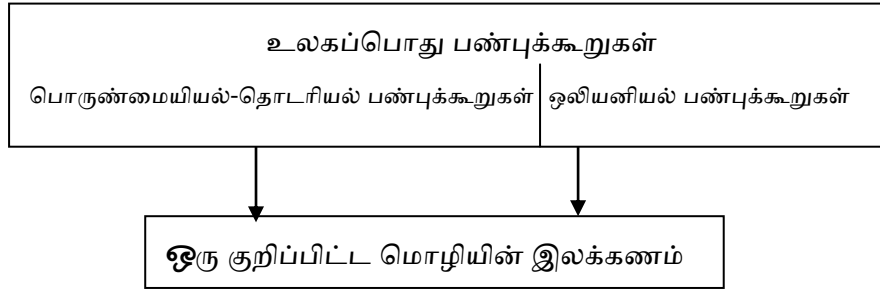 உலகப்பொது பண்புக்கூறுகள்
பொருண்மையியல்-தொடரியல் பண்புக்கூறுகள் ஒலியனியல் பண்புக்கூறுகள்
ஒரு குறிப்பிட்ட மொழியின் இலக்கணம்